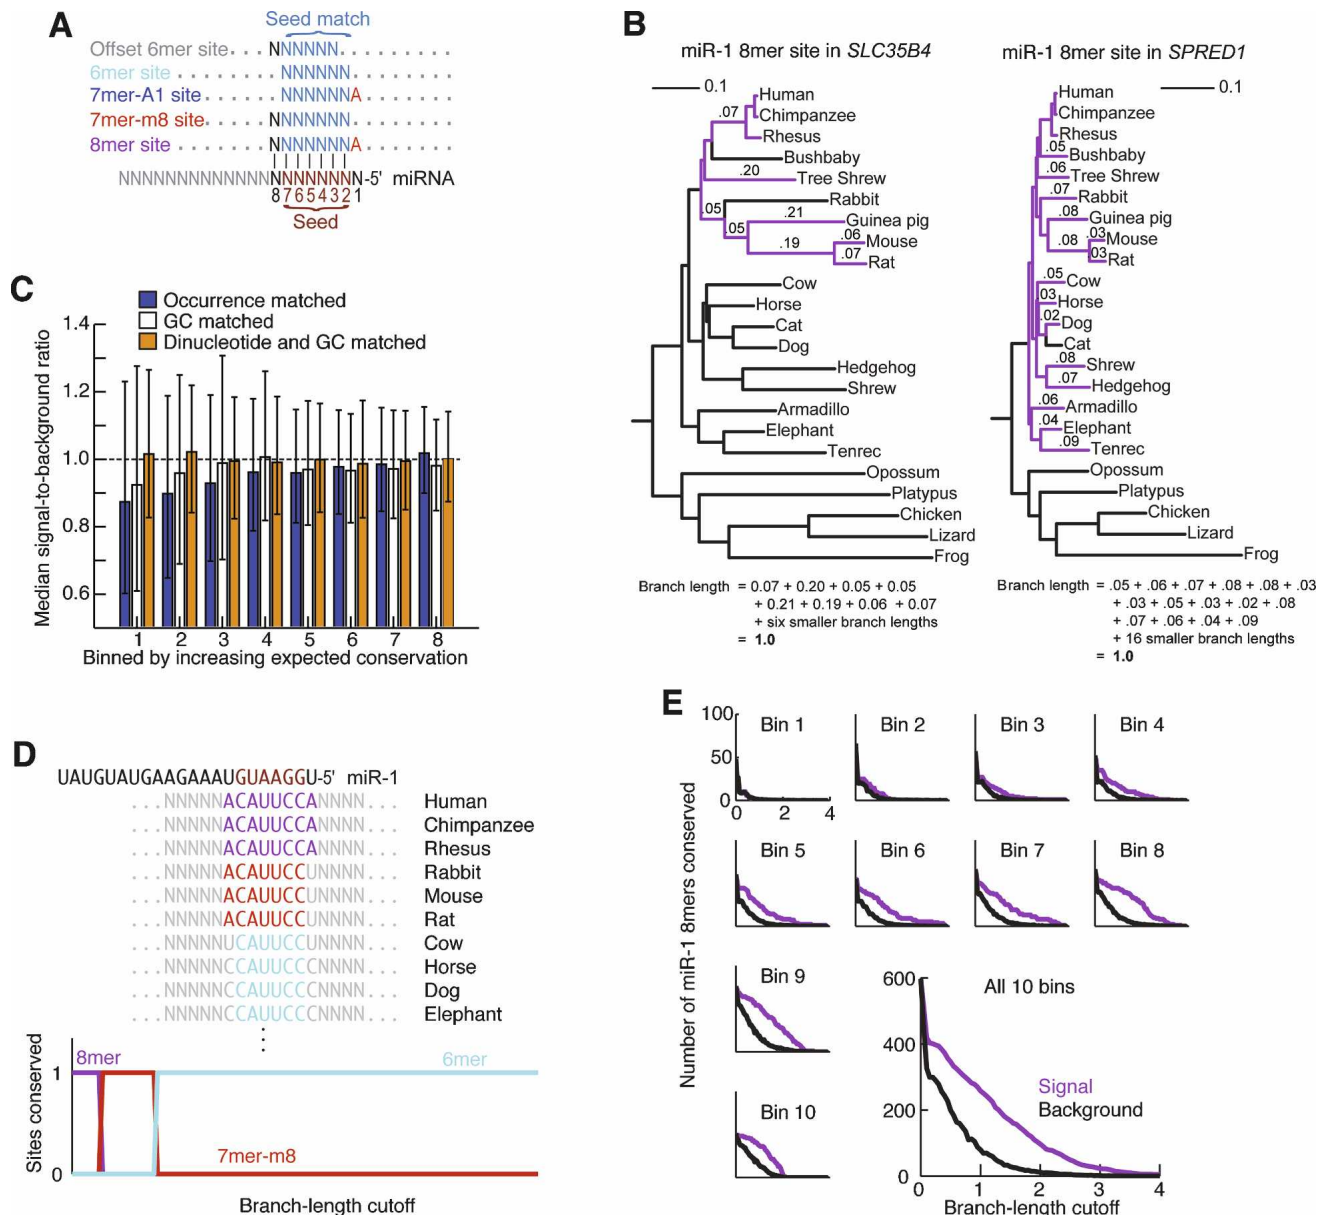 A
Seed match
Offset 6mer site. . . NNNNNN. . . . . . . . . .
6mer site . . . . . . . . . NNNNNN. . . . . . . . .
7mer-A1 site. . . . . . NNNNNNA. . . . . . . .
7mer-m8 site. . . . . . NNNNNNN. . . . . . . . .
8mer site . . . . . . . . NNNNNNNA. . . . . . . .
NNNNNNNNNNNNNNNNNNNNN-5' miRNA
8 7 6 5 4 3 2 1
Seed
B
miR-1 8mer site in SLC35B4
0.1
Human
.07
Chimpanzee
Rhesus
Bushbaby
.20
Tree Shrew
Rabbit
.05
.21
Guinea pig
.05
.06
Mouse
.19
.07
Rat
Cow
Horse
Cat
Dog
Hedgehog
Shrew
Armadillo
Elephant
Tenrec
Opossum
Platypus
Chicken
Lizard
Frog
Branch length = 0.07 + 0.20 + 0.05 + 0.05
+ 0.21 + 0.19 + 0.06 + 0.07
+ six smaller branch lengths
= 1.0
miR-1 8mer site in SPRED1
0.1
Human
Chimpanzee
Rhesus
.05
Bushbaby
.06
Tree Shrew
.07
Rabbit
.08
Guinea pig
.03
Mouse
.08
.03
Rat
.05
Cow
.03
Horse
.02
Dog
Cat
.08
Shrew
.07
Hedgehog
.06
Armadillo
.04
Elephant
.09
Tenrec
Opossum
Platypus
Chicken
Lizard
Frog
Branch length = .05 + .06 + .07 + .08 + .08 + .03
+ .03 + .05 + .03 + .02 + .08
+ .07 + .06 + .04 + .09
+ 16 smaller branch lengths
= 1.0
C
Occurrence matched
GC matched
Dinucleotide and GC matched
Median signal-to-background ratio
1.4
1.2
1.0
0.8
0.6
1 2 3 4 5 6 7 8
Binned by increasing expected conservation
D
UAUGUAUGAAGAAAUGUAAGGU-5' miR-1
. . . NNNNNACAUUCCANNNN . . . Human
. . . NNNNNACAUUCCANNNN . . . Chimpanzee
. . . NNNNNACAUUCCANNNN . . . Rhesus
. . . NNNNNACAUUCCUNNNN . . . Rabbit
. . . NNNNNACAUUCCUNNNN . . . Mouse
. . . NNNNNACAUUCCUNNNN . . . Rat
. . . NNNNNUCAUUCCUNNNN . . . Cow
. . . NNNNNCCAUUCCCNNNN . . . Horse
. . . NNNNNCCAUUCCCNNNN . . . Dog
. . . NNNNNCCAUUCCCNNNN . . . Elephant
Sites conserved
8mer
6mer
1
7mer-m8
0
Branch-length cutoff
E
Number of miR-1 8mers conserved
100
50
0
0 2 4
Bin 1
Bin 2
Bin 3
Bin 4
Bin 5
Bin 6
Bin 7
Bin 8
Bin 9
Bin 10
All 10 bins
600
400
200
0
Signal
Background
0 1 2 3 4
Branch-length cutoff